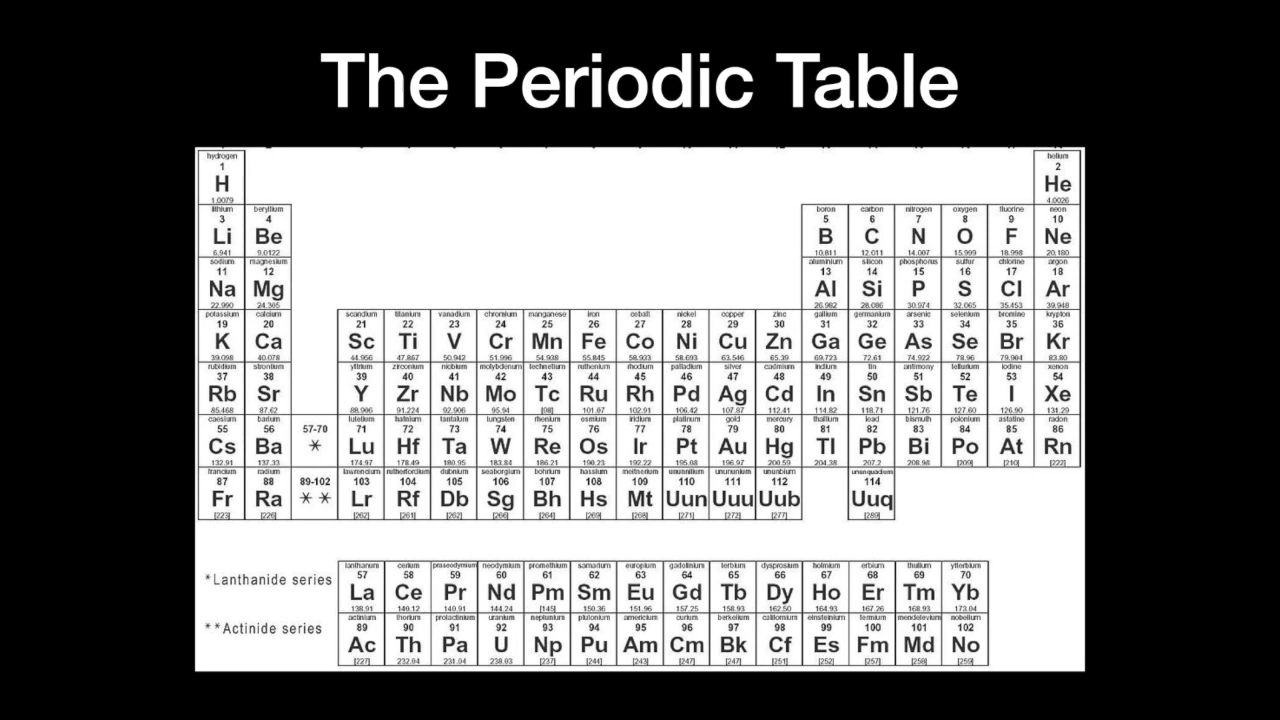 The Periodic Table
hydrogen helium
1 2
H He
1.0079 4.0026
lithium beryllium boron carbon nitrogen oxygen fluorine neon
3 4 5 6 7 8 9 10
Li Be B C N O F Ne
6.941 9.0122 10.811 12.011 14.007 15.999 18.998 20.180
sodium magnesium aluminium silicon phosphorus sulfur chlorine argon
11 12 13 14 15 16 17 18
Na Mg Al Si P S Cl Ar
22.990 24.305 26.982 28.086 30.974 32.065 35.453 39.948
potassium calcium scandium titanium vanadium chromium manganese iron cobalt nickel copper zinc gallium germanium arsenic selenium bromine krypton
19 20 21 22 23 24 25 26 27 28 29 30 31 32 33 34 35 36
K Ca Sc Ti V Cr Mn Fe Co Ni Cu Zn Ga Ge As Se Br Kr
39.098 40.078 44.956 47.867 50.942 51.996 54.938 55.845 58.933 58.693 63.546 65.39 69.723 72.61 74.922 78.96 79.904 83.80
rubidium strontium yttrium zirconium niobium molybdenum technetium ruthenium rhodium palladium silver cadmium indium tin antimony tellurium iodine xenon
37 38 39 40 41 42 43 44 45 46 47 48 49 50 51 52 53 54
Rb Sr Y Zr Nb Mo Tc Ru Rh Pd Ag Cd In Sn Sb Te I Xe
85.468 87.62 88.906 91.224 92.906 95.94 [98] 101.07 102.91 106.42 107.87 112.41 114.82 118.71 121.76 127.60 126.90 131.29
caesium barium lutetium hafnium tantalum tungsten rhenium osmium iridium platinum gold mercury thallium lead bismuth polonium astatine radon
55 56 57-70 71 72 73 74 75 76 77 78 79 80 81 82 83 84 85 86
Cs Ba * Lu Hf Ta W Re Os Ir Pt Au Hg Tl Pb Bi Po At Rn
132.91 137.33 174.97 178.49 180.95 183.84 186.21 190.23 192.22 195.08 196.97 200.59 204.38 207.2 208.98 [209] [210] [222]
francium radium lawrencium rutherfordium dubnium seaborgium bohrium hassium meitnerium ununnilium unununium ununbium ununquadium
87 88 89-102 103 104 105 106 107 108 109 110 111 112 114
Fr Ra * * Lr Rf Db Sg Bh Hs Mt Uun Uuu Uub Uuq
[223] [226] [262] [261] [262] [266] [264] [269] [268] [271] [272] [277] [289]
*Lanthanide series
lanthanum cerium praseodymium neodymium promethium samarium europium gadolinium terbium dysprosium holmium erbium thulium ytterbium
57 58 59 60 61 62 63 64 65 66 67 68 69 70
La Ce Pr Nd Pm Sm Eu Gd Tb Dy Ho Er Tm Yb
138.91 140.12 140.91 144.24 [145] 150.36 151.96 157.25 158.93 162.50 164.93 167.26 168.93 173.04
**Actinide series
actinium thorium protactinium uranium neptunium plutonium americium curium berkelium californium einsteinium fermium mendelevium nobelium
89 90 91 92 93 94 95 96 97 98 99 100 101 102
Ac Th Pa U Np Pu Am Cm Bk Cf Es Fm Md No
[227] 232.04 231.04 238.03 [237] [244] [243] [247] [247] [251] [252] [257] [258] [259]